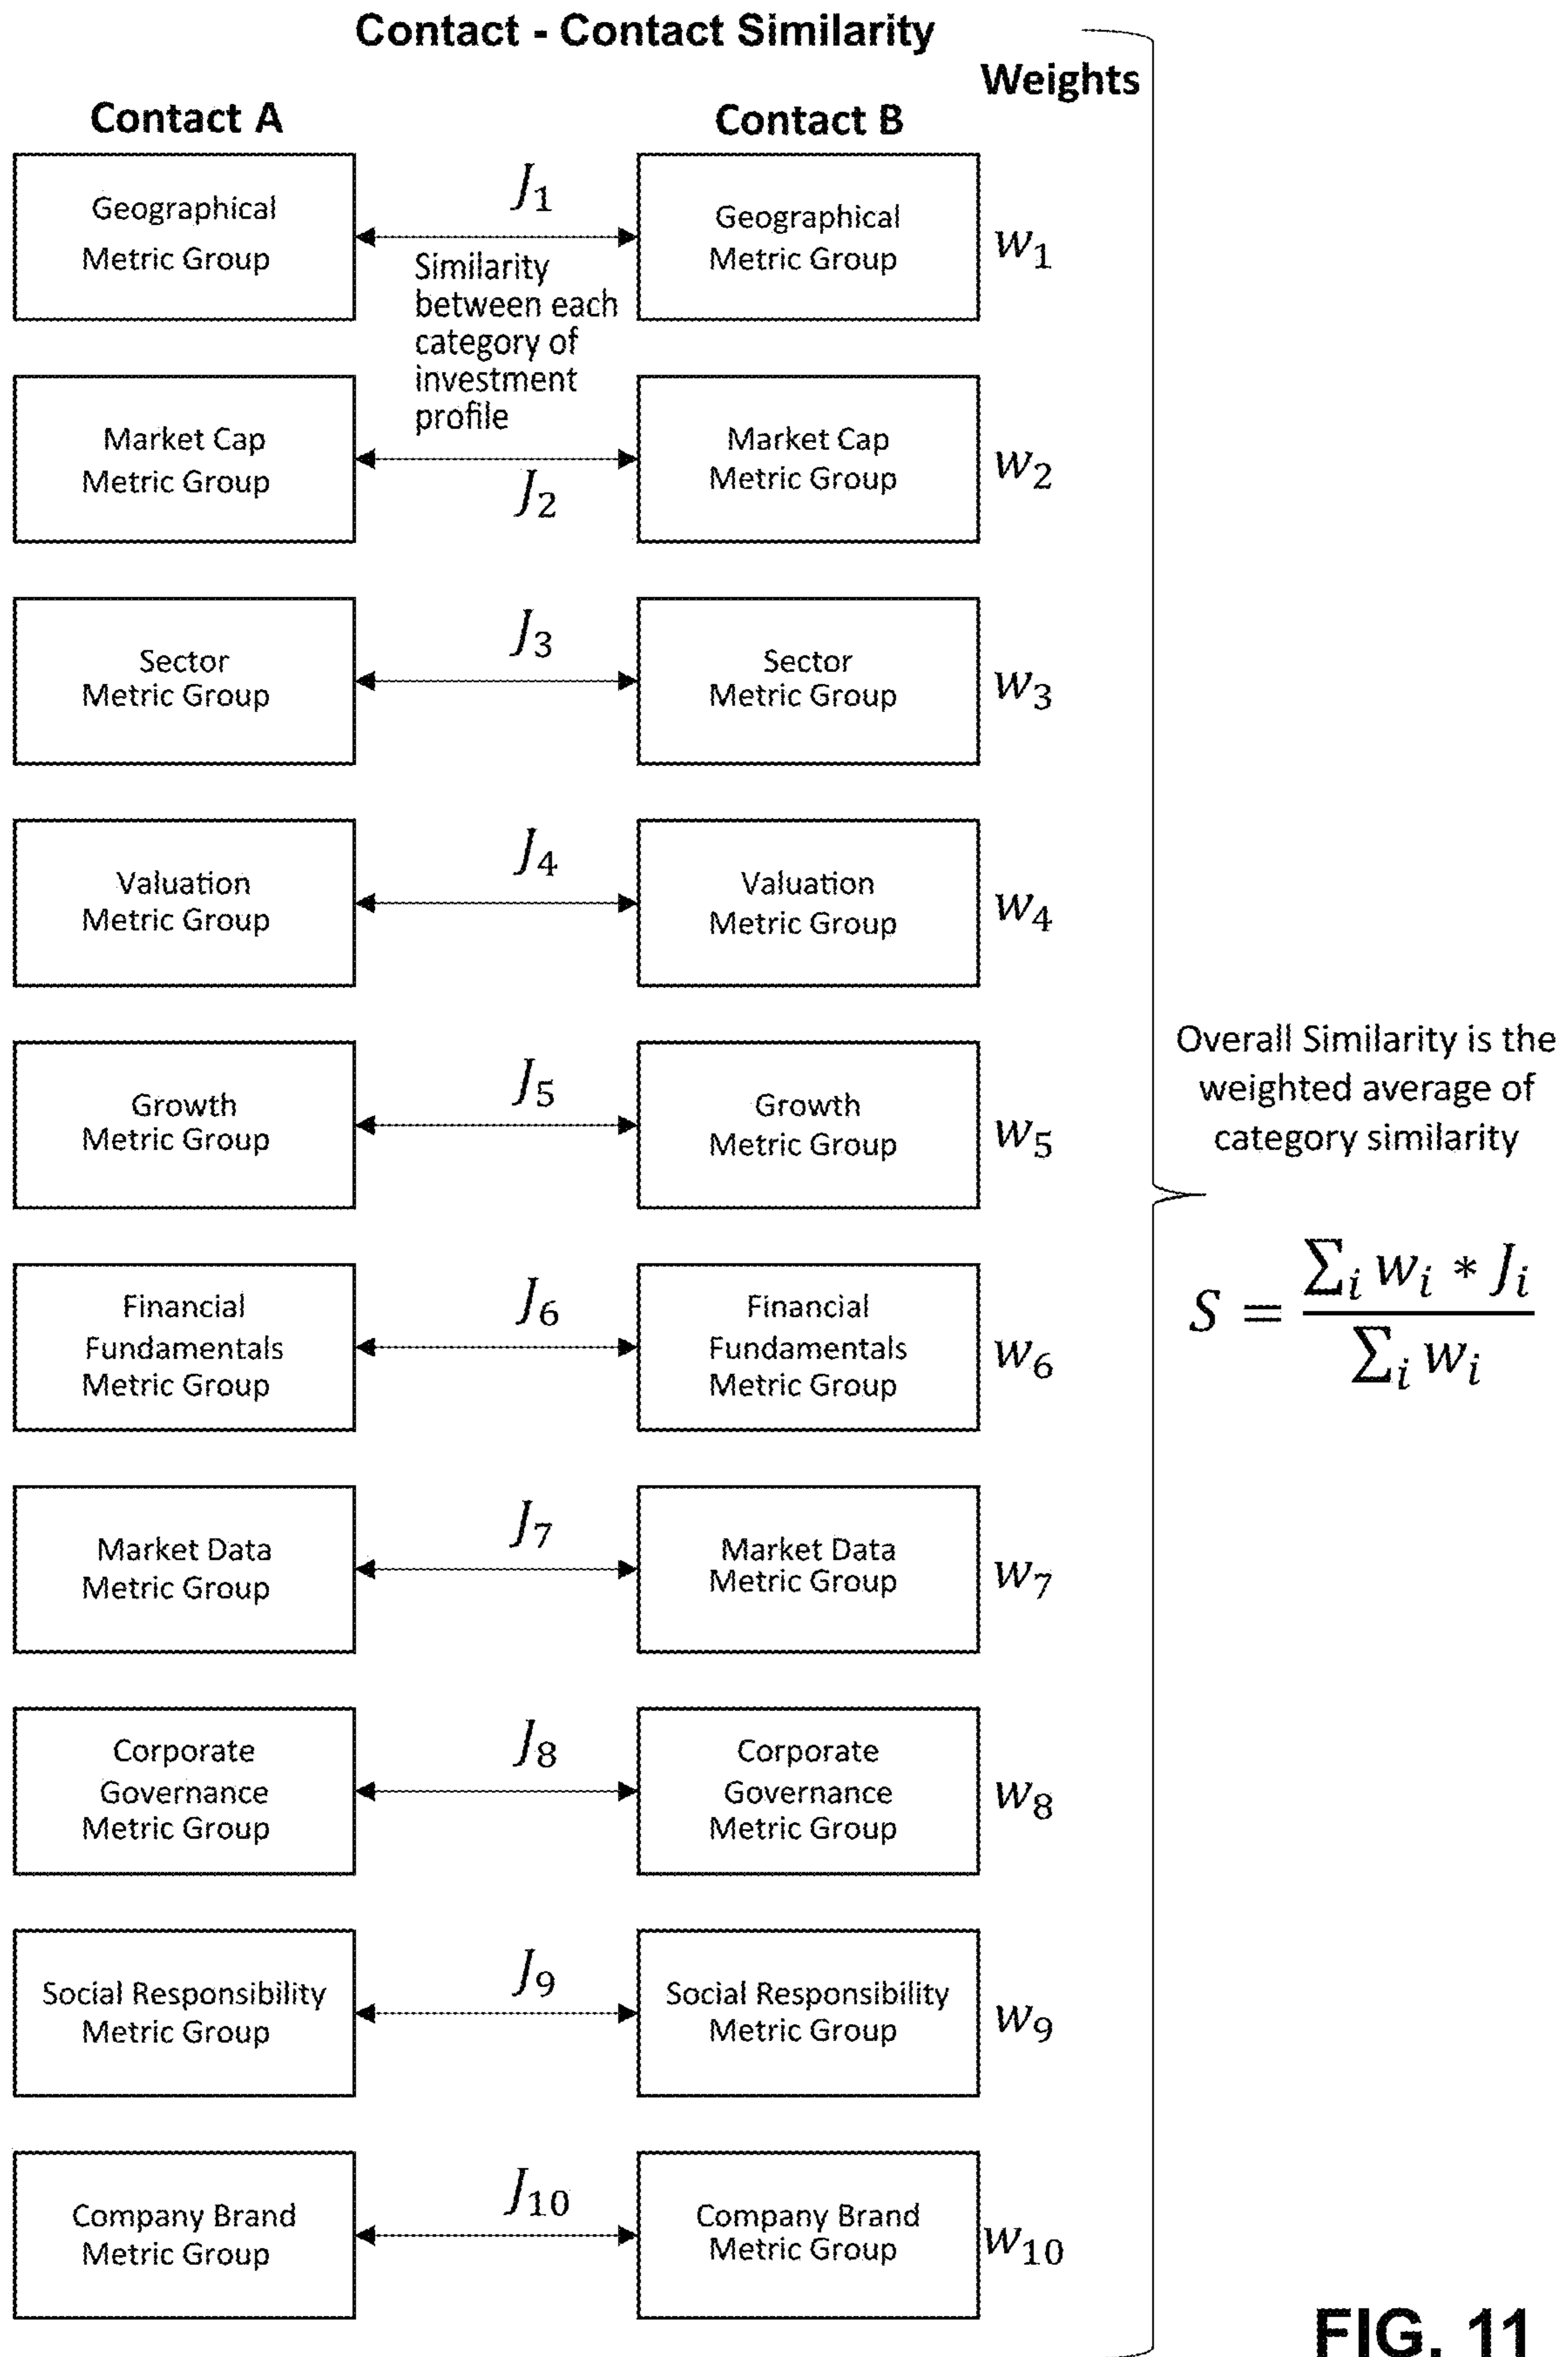 Contact - Contact Similarity
Weights
Contact A
Contact B
Geographical
Metric Group
J1
Similarity
between each
category of
investment
profile
Geographical
Metric Group
w1
Market Cap
Metric Group
J2
Market Cap
Metric Group
w2
Sector
Metric Group
J3
Sector
Metric Group
w3
Valuation
Metric Group
J4
Valuation
Metric Group
w4
Growth
Metric Group
J5
Growth
Metric Group
w5
Financial
Fundamentals
Metric Group
J6
Financial
Fundamentals
Metric Group
w6
Market Data
Metric Group
J7
Market Data
Metric Group
w7
Corporate
Governance
Metric Group
J8
Corporate
Governance
Metric Group
w8
Social Responsibility
Metric Group
J9
Social Responsibility
Metric Group
w9
Company Brand
Metric Group
J10
Company Brand
Metric Group
w10
Overall Similarity is the
weighted average of
category similarity
S = ∑i wi * Ji
∑i wi
FIG. 11